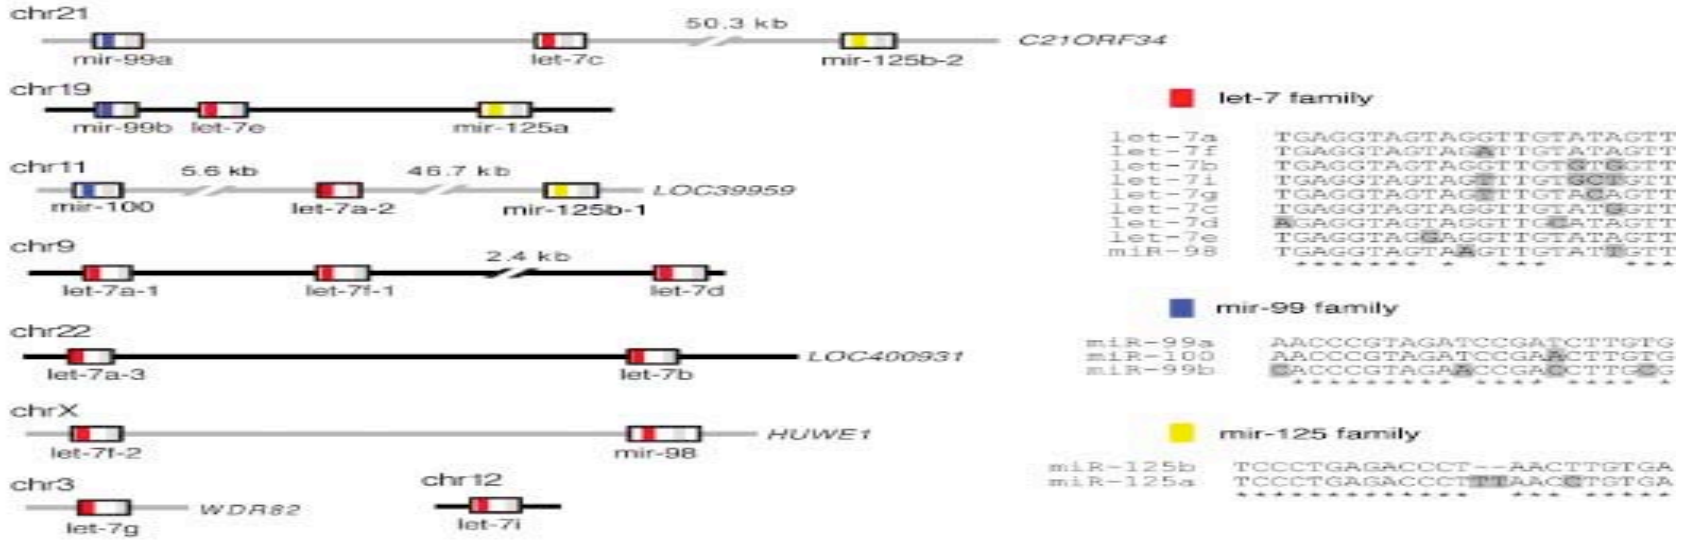 chr21
50.3 kb
C21ORF34
mir-99a let-7c mir-125b-2
chr19
mir-99b let-7e mir-125a
chr11
5.6 kb 46.7 kb
LOC39959
mir-100 let-7a-2 mir-125b-1
chr9
2.4 kb
let-7a-1 let-7f-1 let-7d
chr22
LOC400931
let-7a-3 let-7b
chrX
HUWE1
let-7f-2 mir-98
chr3 chr12
WDR82
let-7g let-7i
let-7 family
let-7a TGAGGTAGTAGGTTGTATAGTT
let-7f TGAGGTAGTAGATTGTATAGTT
let-7b TGAGGTAGTAGGTTGTGTGGTT
let-7i TGAGGTAGTAGTTTGTGCTGTT
let-7g TGAGGTAGTAGTTTGTACAGTT
let-7c TGAGGTAGTAGGTTGTATGGTT
let-7d AGAGGTAGTAGGTTGCATAGTT
let-7e TGAGGTAGGAGGTTGTATAGTT
miR-98 TGAGGTAGTAAGTTGTATTGTT
******* * *** ***
mir-99 family
miR-99a AACCCGTAGATCCGATCTTGTG
miR-100 AACCCGTAGATCCGAACTTGTG
miR-99b CACCCGTAGAACCGACCTTGCG
********* **** **** *
mir-125 family
miR-125b TCCCTGAGACCCT--AACTTGTGA
miR-125a TCCCTGAGACCCTTTAACCTGTGA
************* *** *****